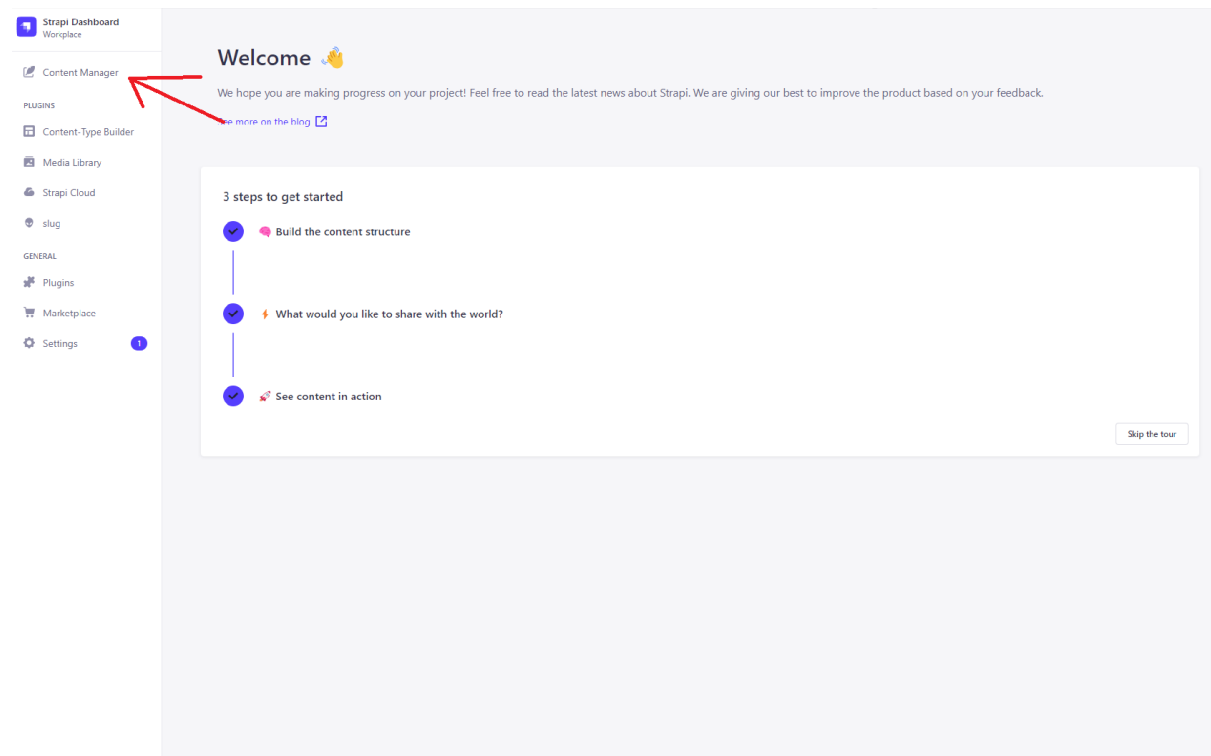 Strapi Dashboard
Workplace
Content Manager
PLUGINS
Content-Type Builder
Media Library
Strapi Cloud
slug
GENERAL
Plugins
Marketplace
Settings
1
Welcome
We hope you are making progress on your project! Feel free to read the latest news about Strapi. We are giving our best to improve the product based on your feedback.
more on the blog
3 steps to get started
Build the content structure
What would you like to share with the world?
See content in action
Skip the tour